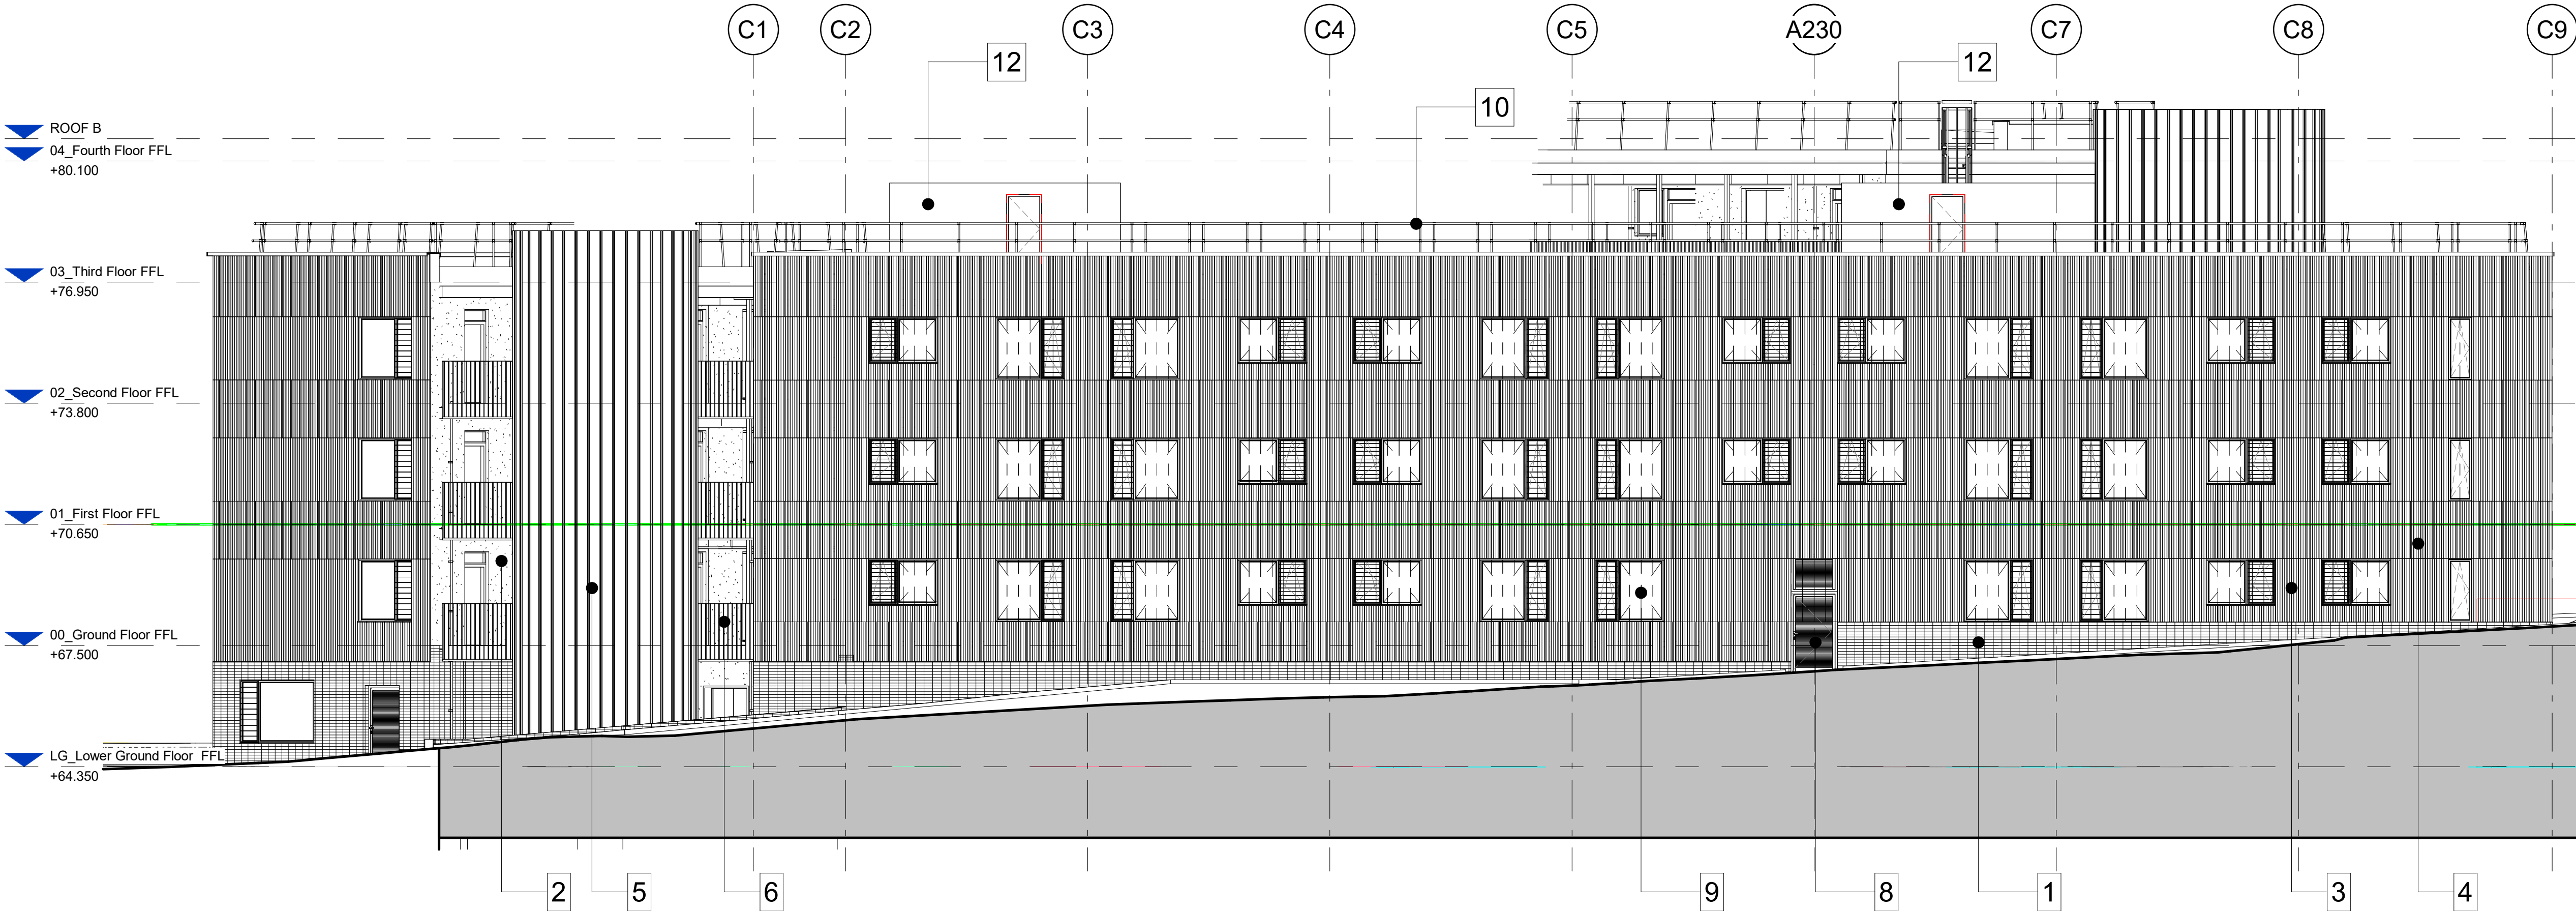 C1 C2 C3 C4 C5 A230 C7 C8 C9
12 12
10
ROOF B
04_Fourth Floor FFL
+80.100
03_Third Floor FFL
+76.950
02_Second Floor FFL
+73.800
01_First Floor FFL
+70.650
00_Ground Floor FFL
+67.500
LG_Lower Ground Floor FFL
+64.350
2 5 6 9 8 1 3 4